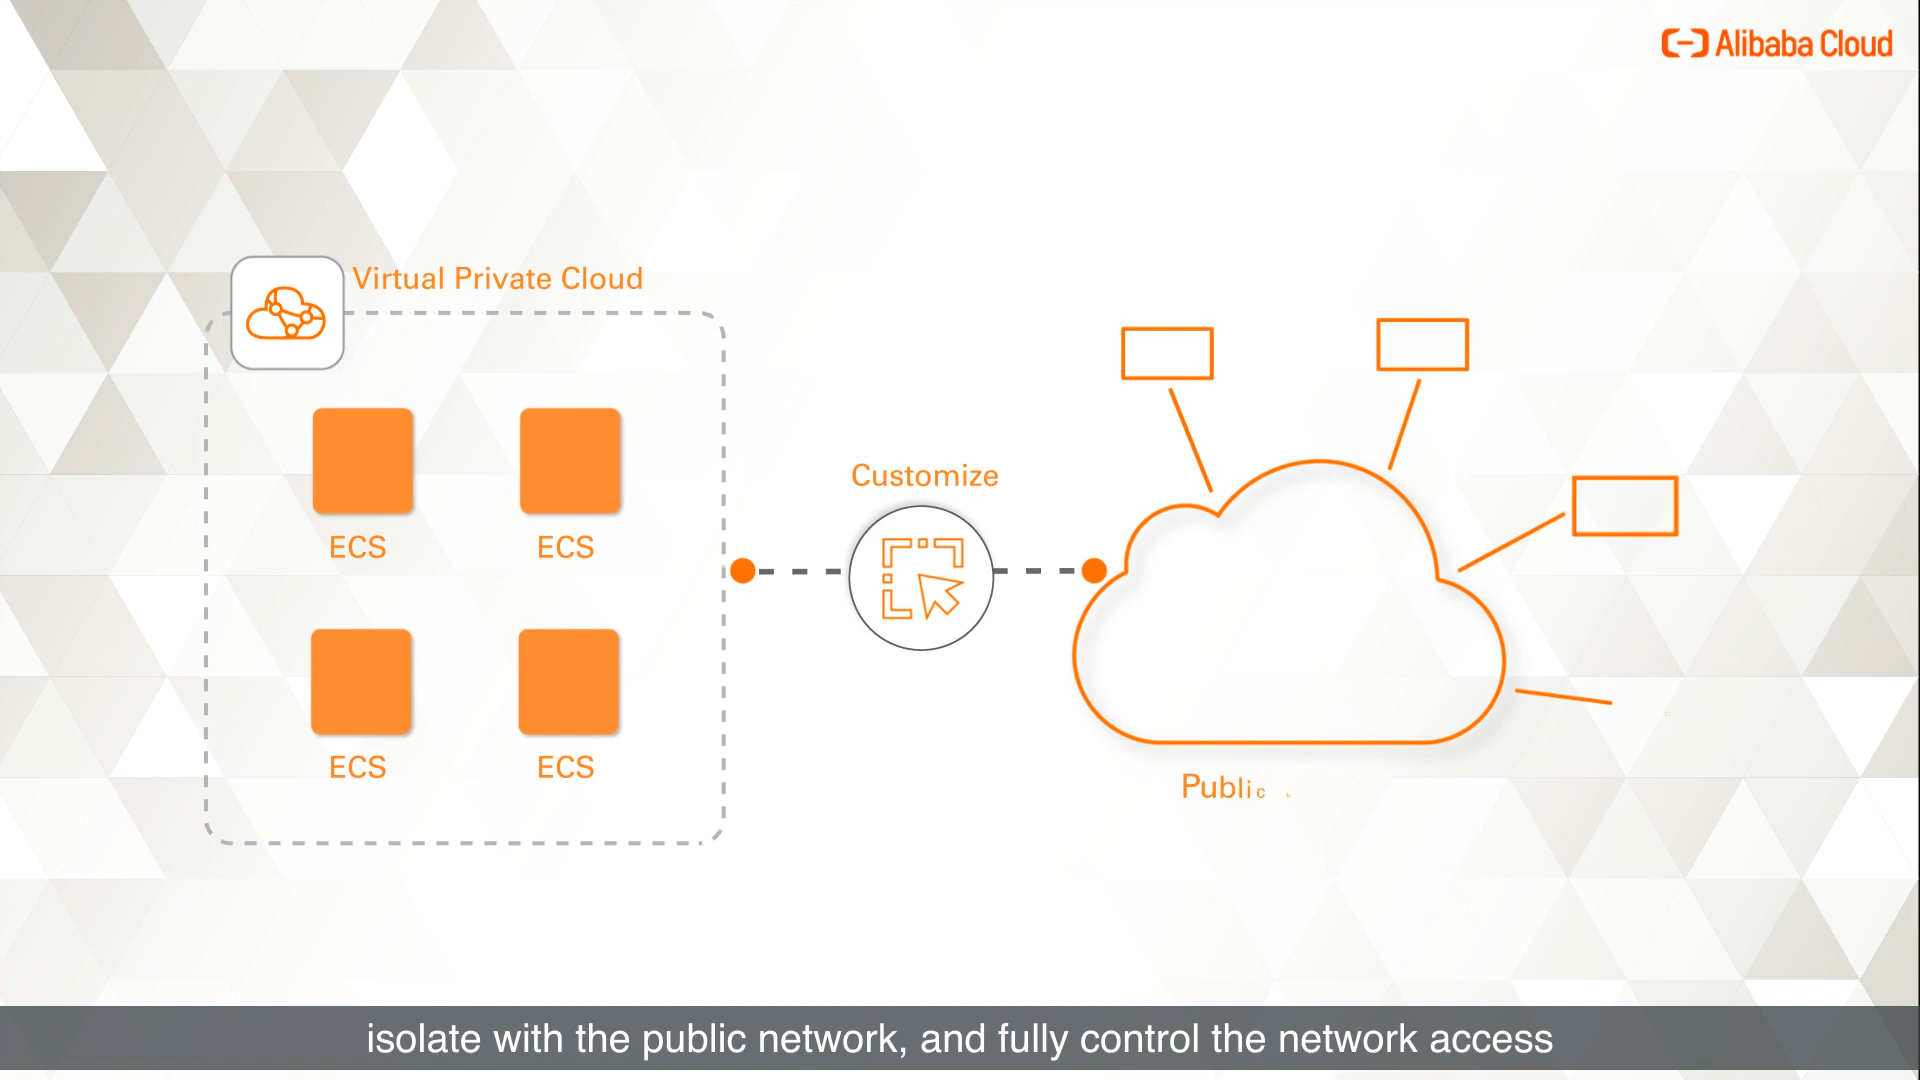 Alibaba Cloud
Virtual Private Cloud
ECS
ECS
Customize
ECS
ECS
Public
isolate with the public network, and fully control the network access